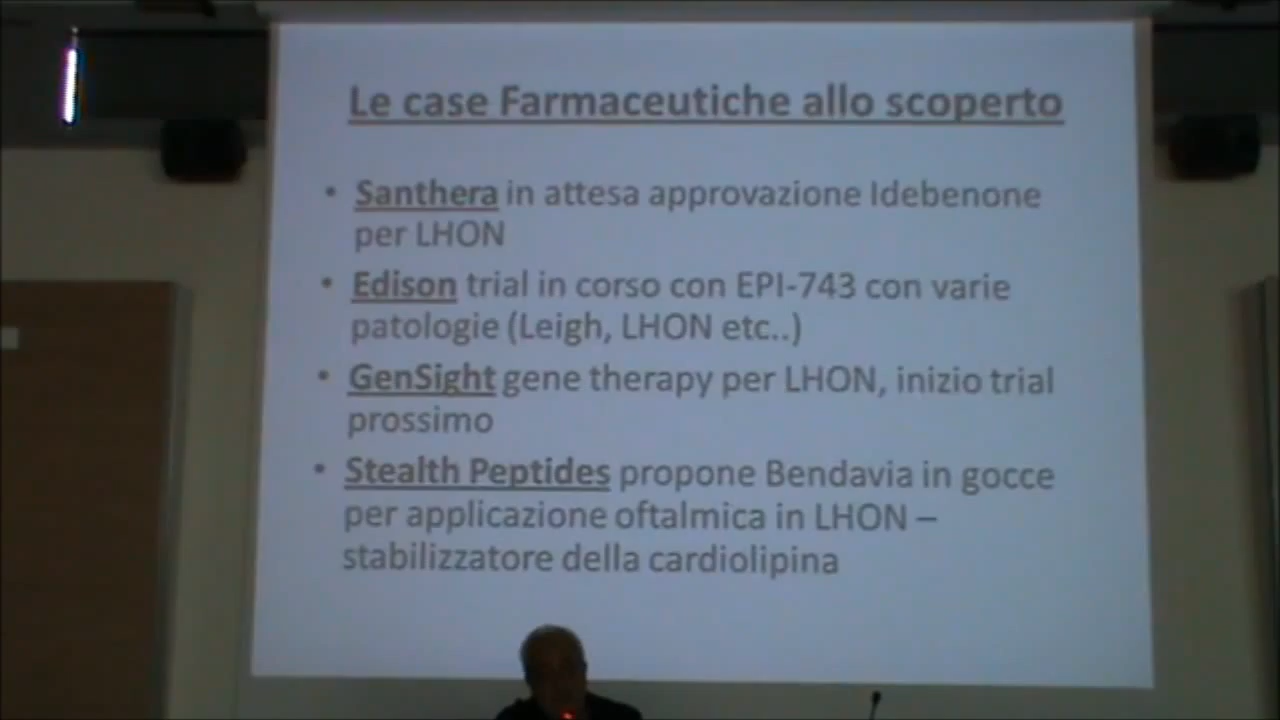 Le case Farmaceutiche allo scoperto
• Santhera in attesa approvazione Idebenone
per LHON
• Edison trial in corso con EPI-743 con varie
patologie (Leigh, LHON etc..)
• GenSight gene therapy per LHON, inizio trial
prossimo
• Stealth Peptides propone Bendavia in gocce
per applicazione oftalmica in LHON –
stabilizzatore della cardiolipina